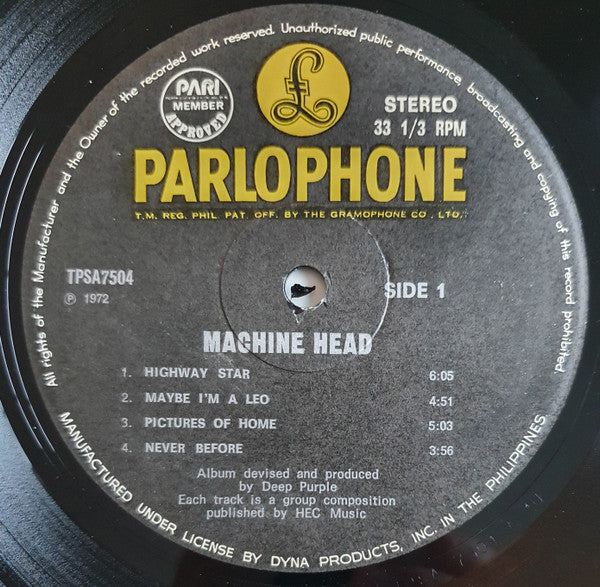 All rights of the Manufacturer and the Owner of the recorded work reserved. Unauthorized public performance, broadcasting and copying of this record prohibited
PARI
MEMBER
APPROVED
£
STEREO
33 1/3 RPM
PARLOPHONE
T.M. REG. PHIL. PAT. OFF. BY THE GRAMOPHONE CO., LTD.
TPSA7504
℗ 1972
SIDE 1
MACHINE HEAD
1. HIGHWAY STAR 6:05
2. MAYBE I'M A LEO 4:51
3. PICTURES OF HOME 5:03
4. NEVER BEFORE 3:56
Album devised and produced
by Deep Purple
Each track is a group composition
published by HEC Music
MANUFACTURED UNDER LICENSE BY DYNA PRODUCTS, INC. IN THE PHILIPPINES